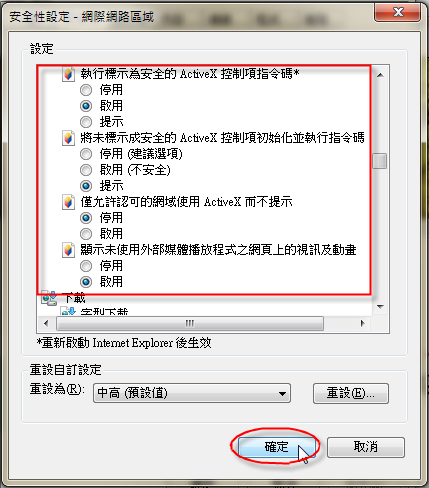 安全性設定 - 網際網路區域
設定
執行標示為安全的 ActiveX 控制項指令碼*
停用
啟用
提示
將未標示成安全的 ActiveX 控制項初始化並執行指令碼
停用 (建議選項)
啟用 (不安全)
提示
僅允許認可的網域使用 ActiveX 而不提示
停用
啟用
顯示未使用外部媒體播放程式之網頁上的視訊及動畫
停用
啟用
下載
字型下載
*重新啟動 Internet Explorer 後生效
重設自訂設定
重設為(R):
中高 (預設值)
重設(E)...
確定
取消